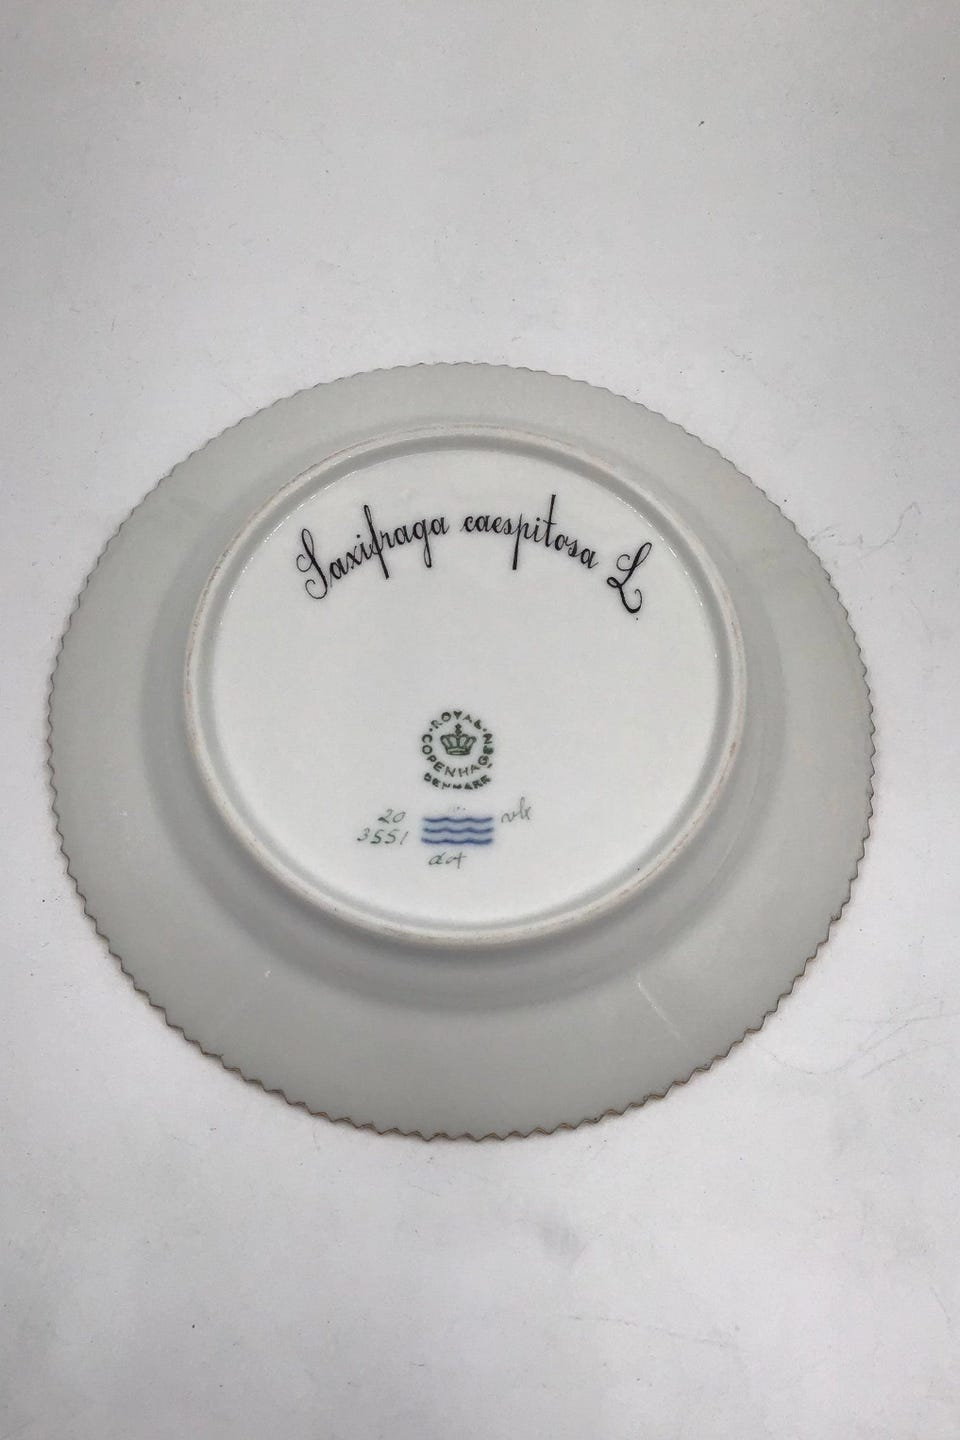 Saxifraga caespitosa L.
ROYAL COPENHAGEN
DENMARK
20
3551